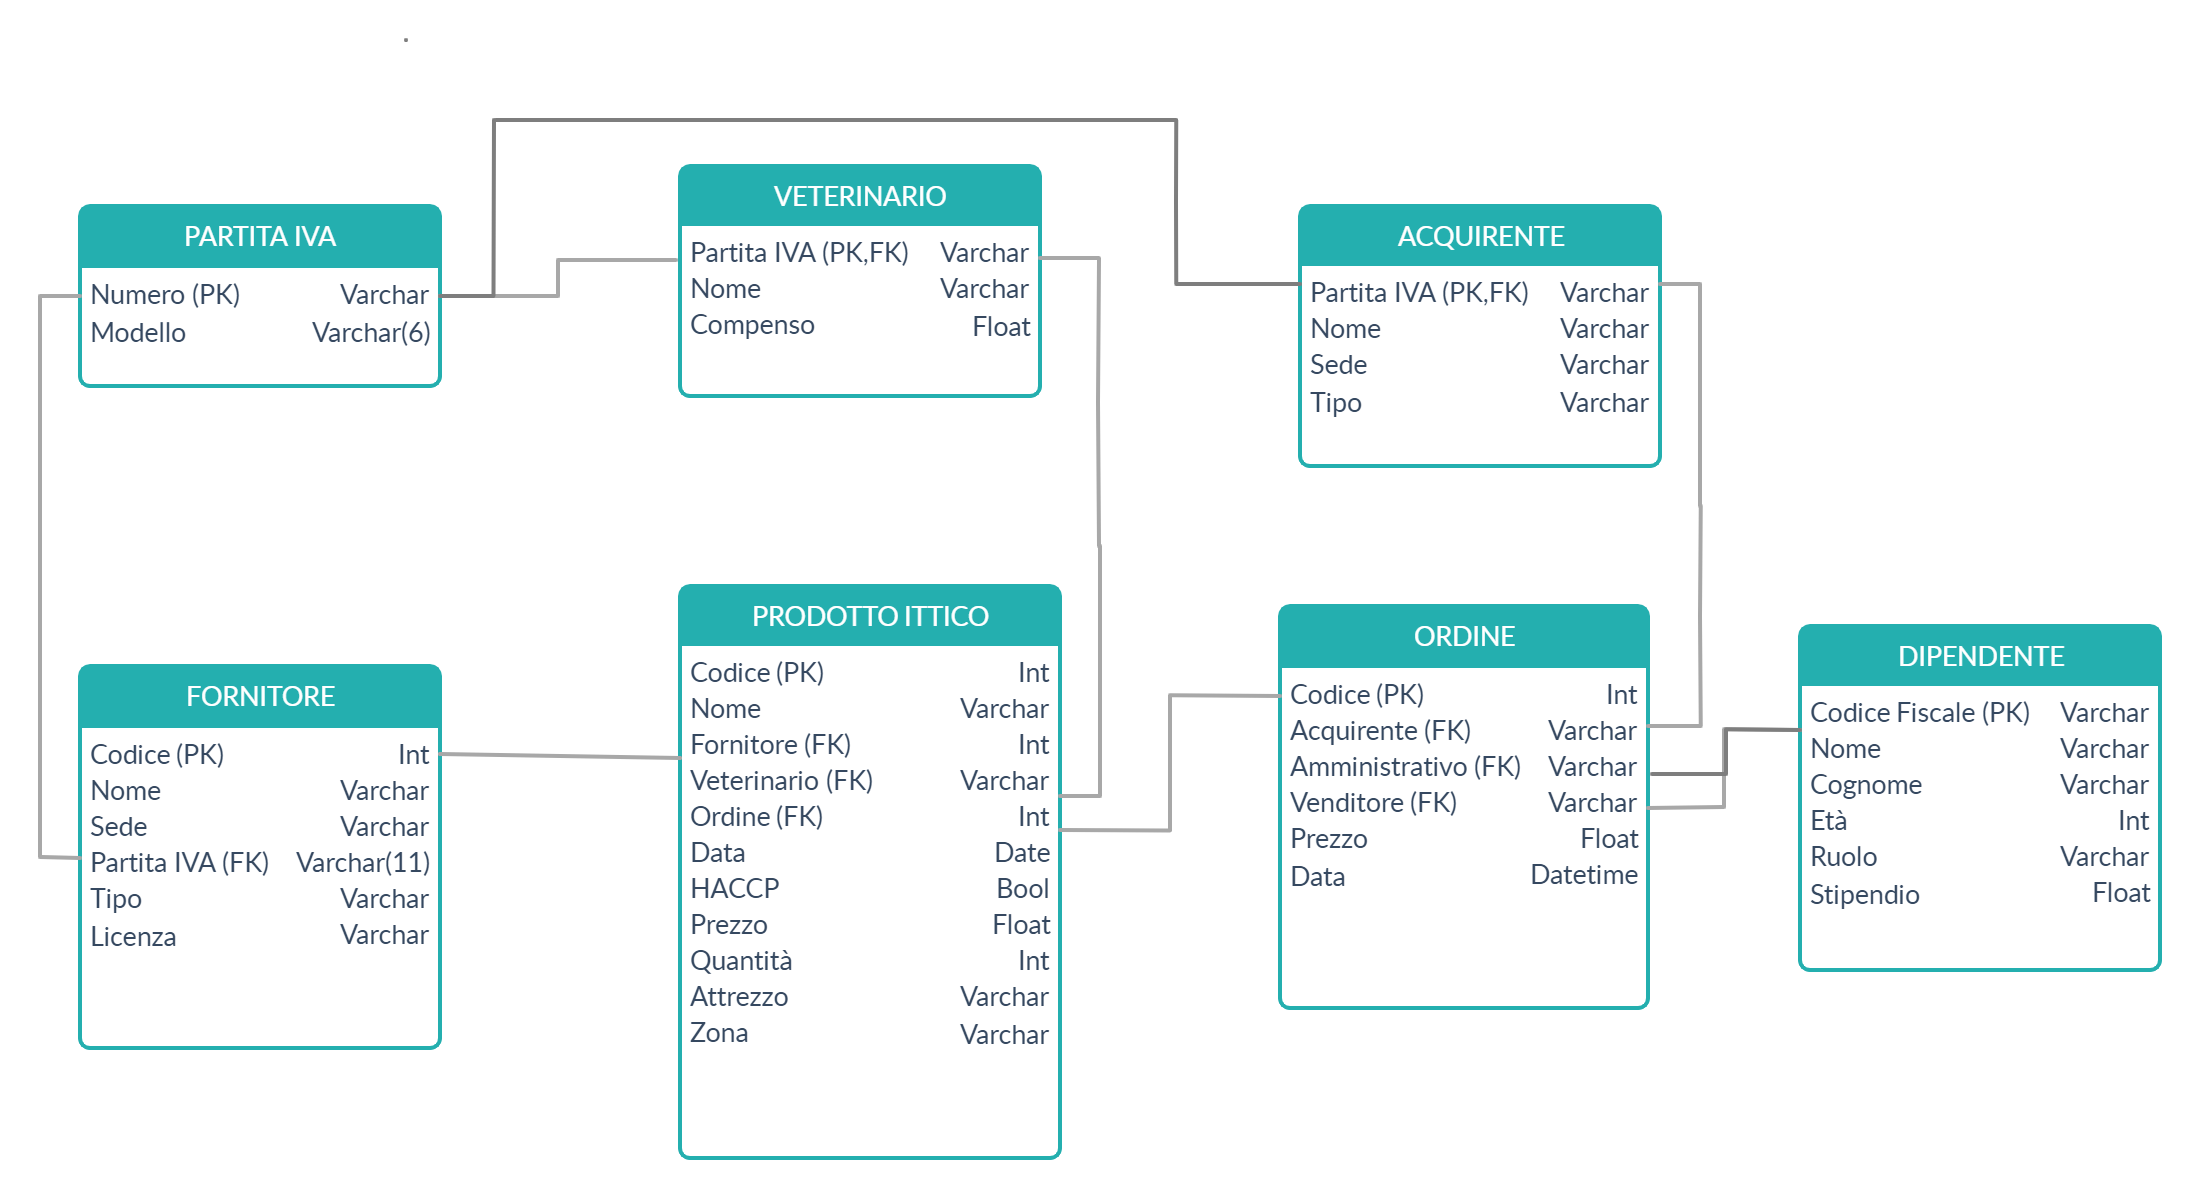 PARTITA IVA
Numero (PK) Varchar
Modello Varchar(6)
VETERINARIO
Partita IVA (PK,FK) Varchar
Nome Varchar
Compenso Float
ACQUIRENTE
Partita IVA (PK,FK) Varchar
Nome Varchar
Sede Varchar
Tipo Varchar
FORNITORE
Codice (PK) Int
Nome Varchar
Sede Varchar
Partita IVA (FK) Varchar(11)
Tipo Varchar
Licenza Varchar
PRODOTTO ITTICO
Codice (PK) Int
Nome Varchar
Fornitore (FK) Int
Veterinario (FK) Varchar
Ordine (FK) Int
Data Date
HACCP Bool
Prezzo Float
Quantità Int
Attrezzo Varchar
Zona Varchar
ORDINE
Codice (PK) Int
Acquirente (FK) Varchar
Amministrativo (FK) Varchar
Venditore (FK) Varchar
Prezzo Float
Data Datetime
DIPENDENTE
Codice Fiscale (PK) Varchar
Nome Varchar
Cognome Varchar
Età Int
Ruolo Varchar
Stipendio Float